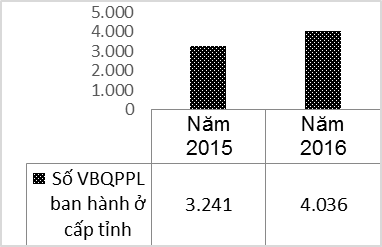 5.000
4.000
3.000
2.000
1.000
0
Năm 2015
Năm 2016
Số VBQPPL
ban hành ở
cấp tỉnh
3.241
4.036